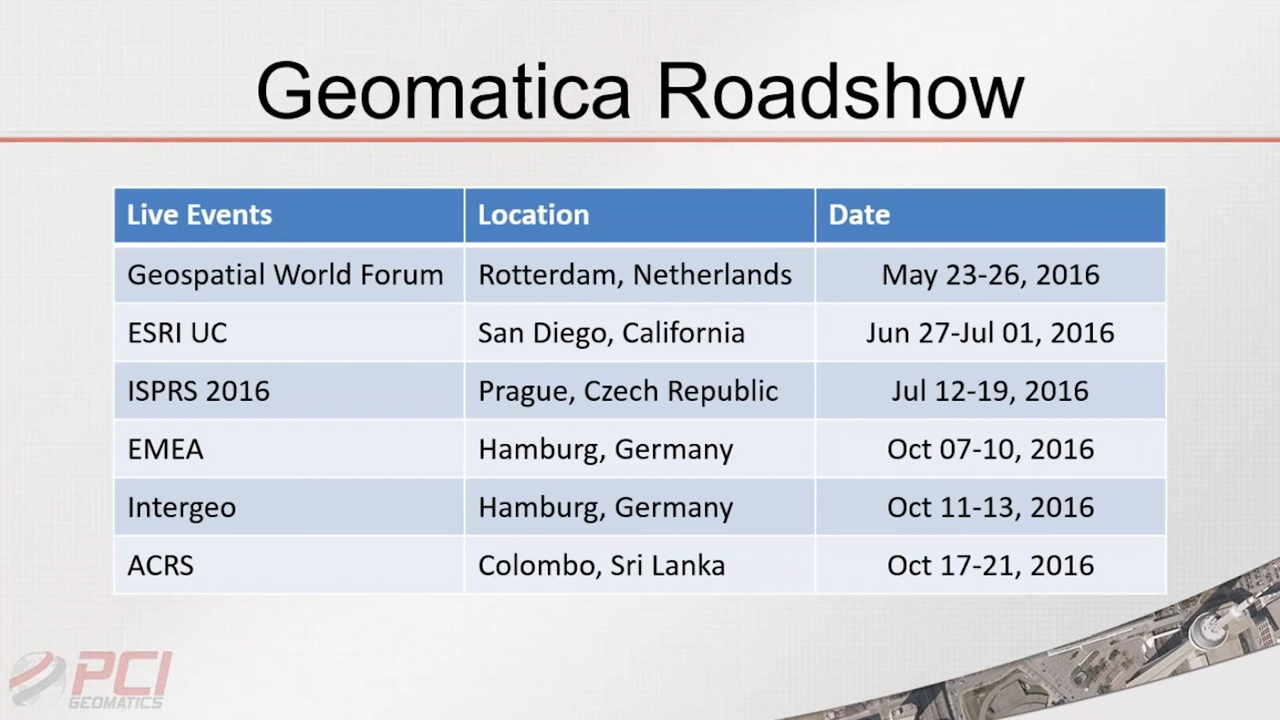 Geomatica Roadshow
Live Events Location Date
Geospatial World Forum Rotterdam, Netherlands May 23-26, 2016
ESRI UC San Diego, California Jun 27-Jul 01, 2016
ISPRS 2016 Prague, Czech Republic Jul 12-19, 2016
EMEA Hamburg, Germany Oct 07-10, 2016
Intergeo Hamburg, Germany Oct 11-13, 2016
ACRS Colombo, Sri Lanka Oct 17-21, 2016
PCI
GEOMATICS